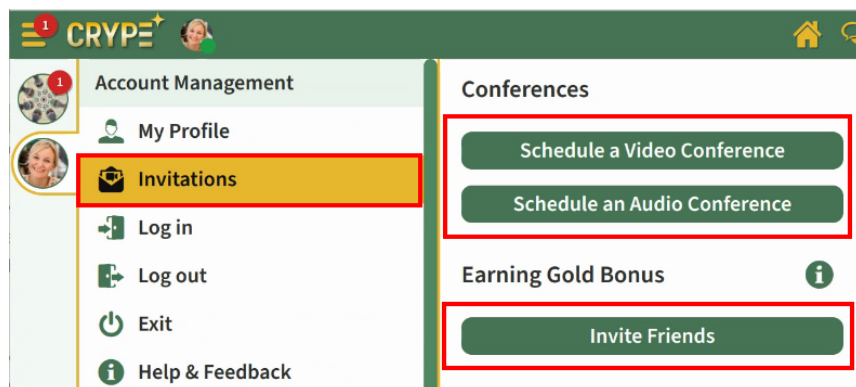 1
CRYPE+
1
Account Management
My Profile
Invitations
Log in
Log out
Exit
Help & Feedback
Conferences
Schedule a Video Conference
Schedule an Audio Conference
Earning Gold Bonus
Invite Friends